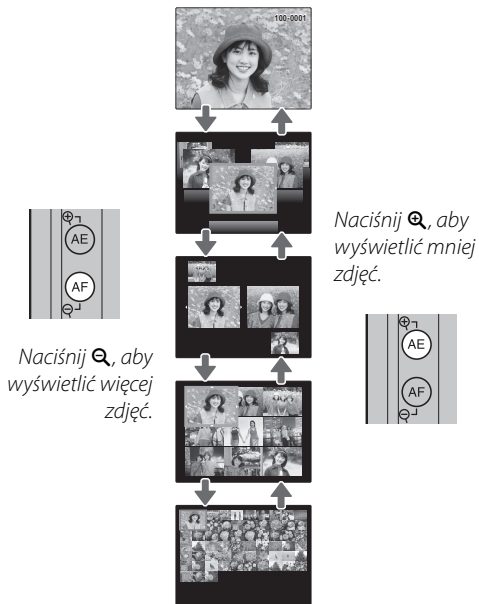 100-0001
Naciśnij 🔍, aby
wyświetlić mniej
zdjęć.
AE
AF
Naciśnij 🔍, aby
wyświetlić więcej
zdjęć.
AE
AF